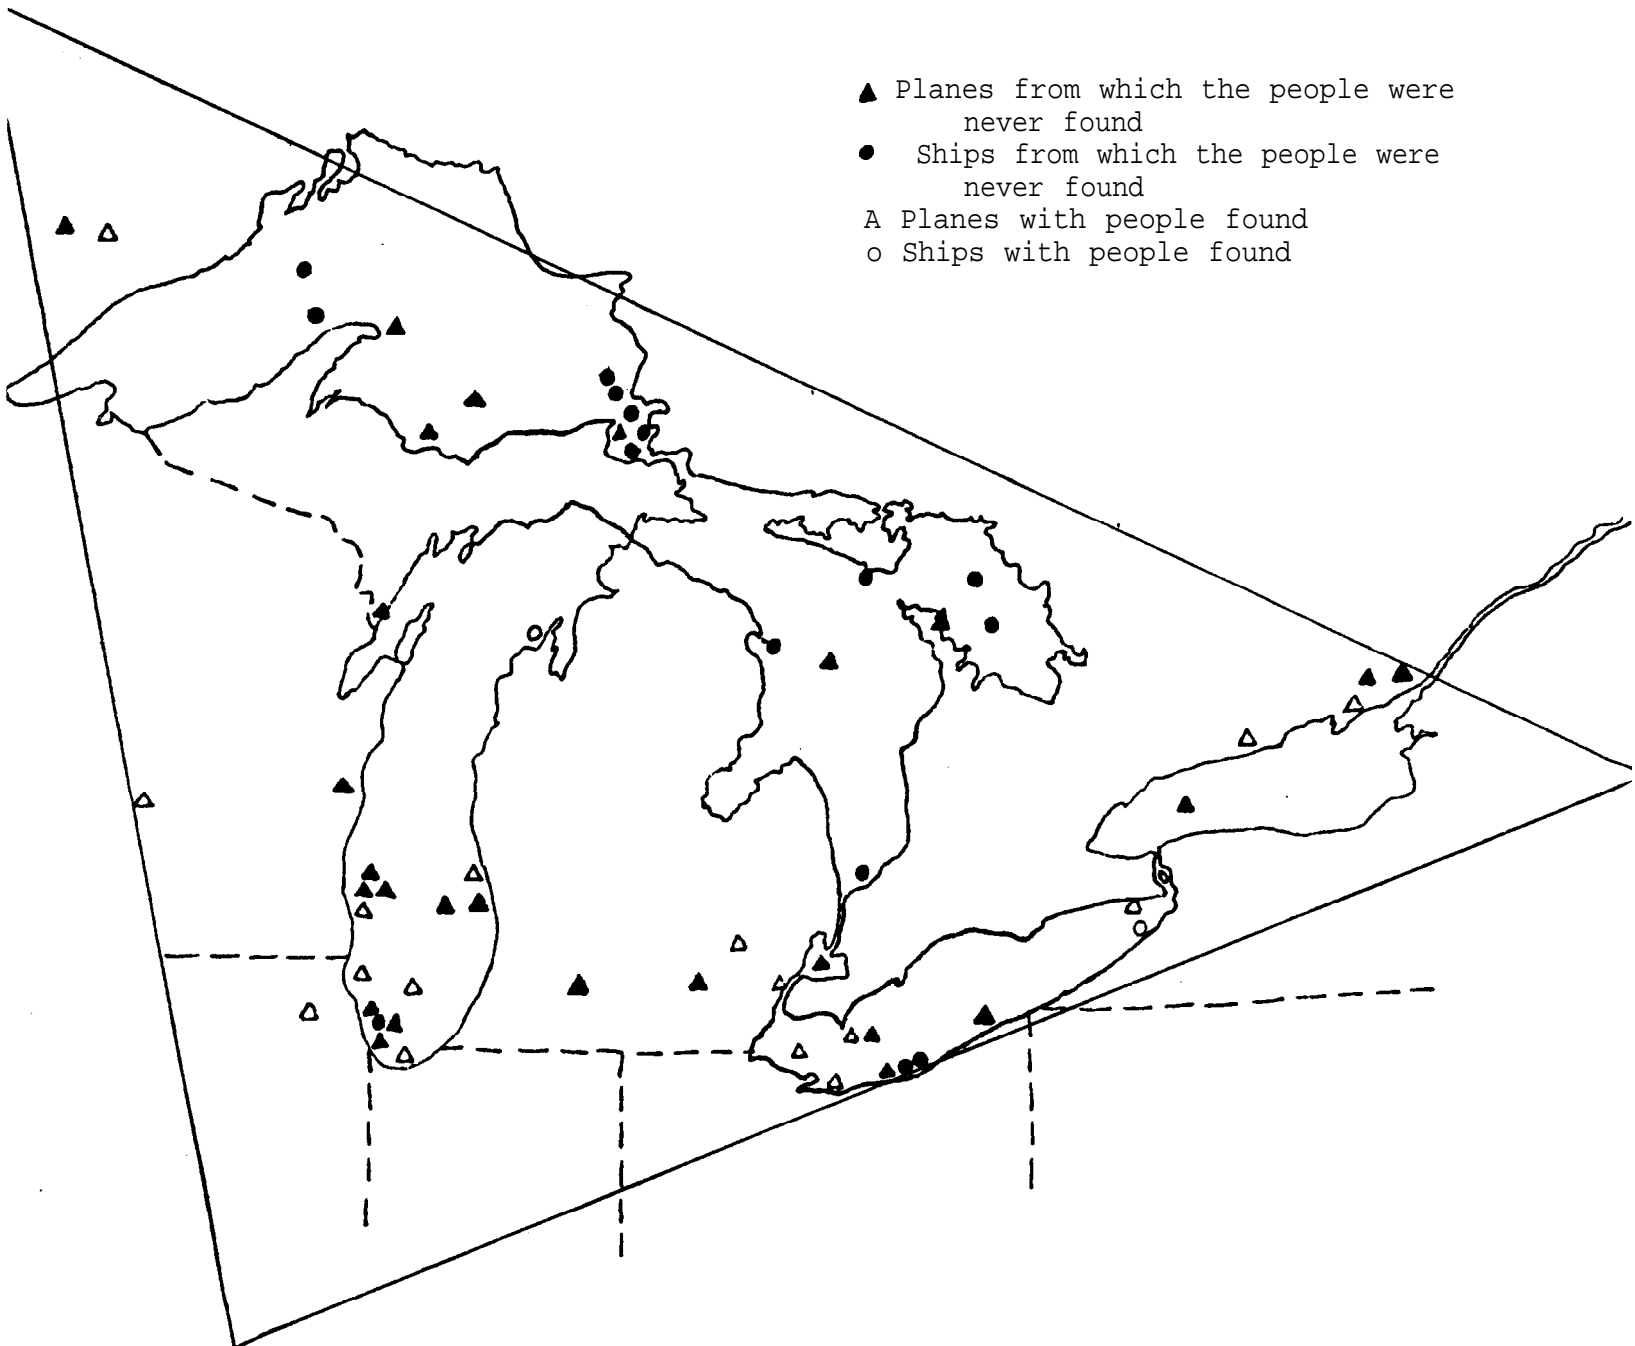 ▲ Planes from which the people were
never found
● Ships from which the people were
never found
A Planes with people found
o Ships with people found